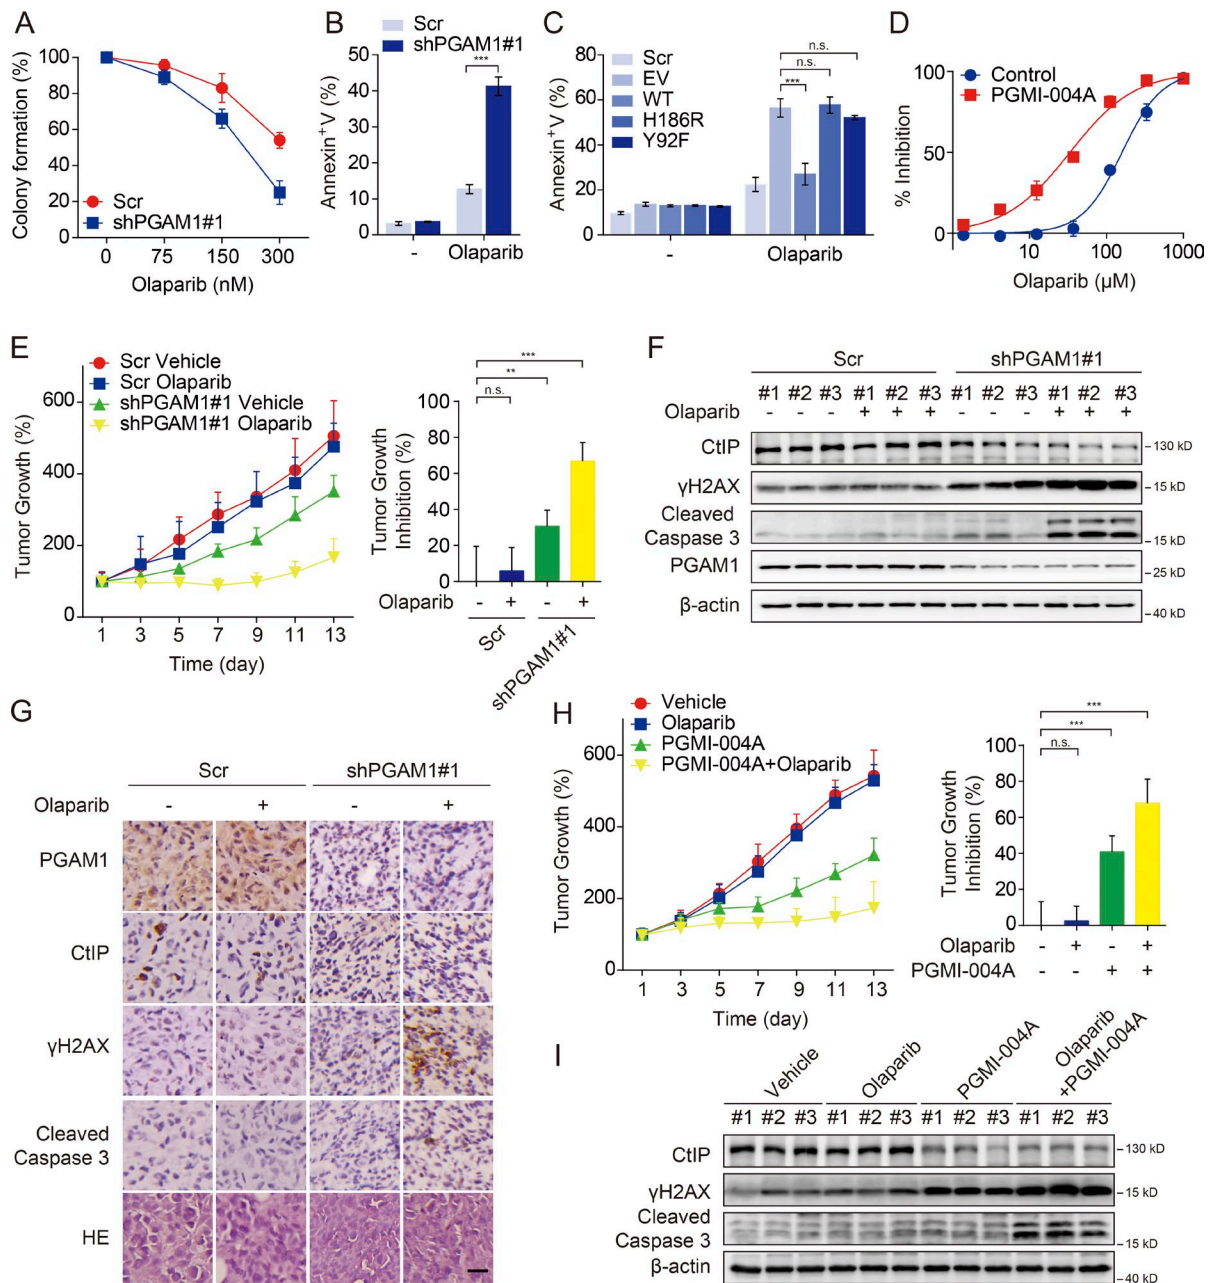 A
Colony formation (%)
100
80
60
40
20
0
Scr
shPGAM1#1
0 75 150 300
Olaparib (nM)
B
Scr
shPGAM1#1
Annexin+V (%)
50
40
30
20
10
0
***
- Olaparib
C
Annexin+V (%)
80
60
40
20
0
Scr
EV
WT
H186R
Y92F
n.s.
n.s.
***
- Olaparib
D
% Inhibition
100
50
0
Control
PGMI-004A
10 100 1000
Olaparib (µM)
E
Scr Vehicle
Scr Olaparib
shPGAM1#1 Vehicle
shPGAM1#1 Olaparib
Tumor Growth (%)
600
400
200
0
1 3 5 7 9 11 13
Time (day)
Tumor Growth
Inhibition (%)
100
80
60
40
20
0
***
**
n.s.
Olaparib - + - +
Scr
shPGAM1#1
F
Scr shPGAM1#1
#1 #2 #3 #1 #2 #3 #1 #2 #3 #1 #2 #3
Olaparib - - - + + + - - - + + +
CtIP 130 kD
γH2AX 15 kD
Cleaved
Caspase 3 15 kD
PGAM1 25 kD
β-actin 40 kD
G
Scr shPGAM1#1
Olaparib - + - +
PGAM1
CtIP
γH2AX
Cleaved
Caspase 3
HE
H
Vehicle
Olaparib
PGMI-004A
PGMI-004A+Olaparib
Tumor Growth (%)
600
400
200
0
1 3 5 7 9 11 13
Time (day)
Tumor Growth
Inhibition (%)
100
80
60
40
20
0
***
***
n.s.
Olaparib - + - +
PGMI-004A - - + +
I
Vehicle
Olaparib
PGMI-004A
Olaparib
+PGMI-004A
#1 #2 #3 #1 #2 #3 #1 #2 #3 #1 #2 #3
CtIP 130 kD
γH2AX 15 kD
Cleaved
Caspase 3 15 kD
β-actin 40 kD